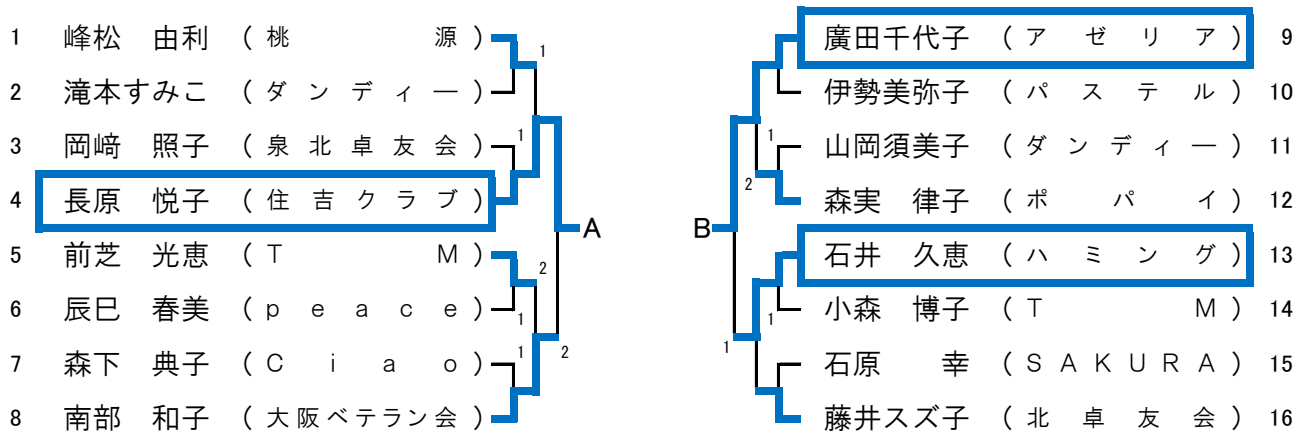 1 峰松 由利 (桃 源)
2 滝本すみこ (ダンディー)
3 岡﨑 照子 (泉北卓友会)
4 長原 悦子 (住吉クラブ)
5 前芝 光恵 (T M)
6 辰巳 春美 (peace)
7 森下 典子 (Ciao)
8 南部 和子 (大阪ベテラン会)
1
1
2
1
1
2
A
B
廣田千代子 (アゼリア) 9
伊勢美弥子 (パステル) 10
山岡須美子 (ダンディー) 11
森実 律子 (ポパイ) 12
石井 久恵 (ハミング) 13
小森 博子 (T M) 14
石原 幸 (SAKURA) 15
藤井スズ子 (北卓友会) 16
2
1
2
1
1
1